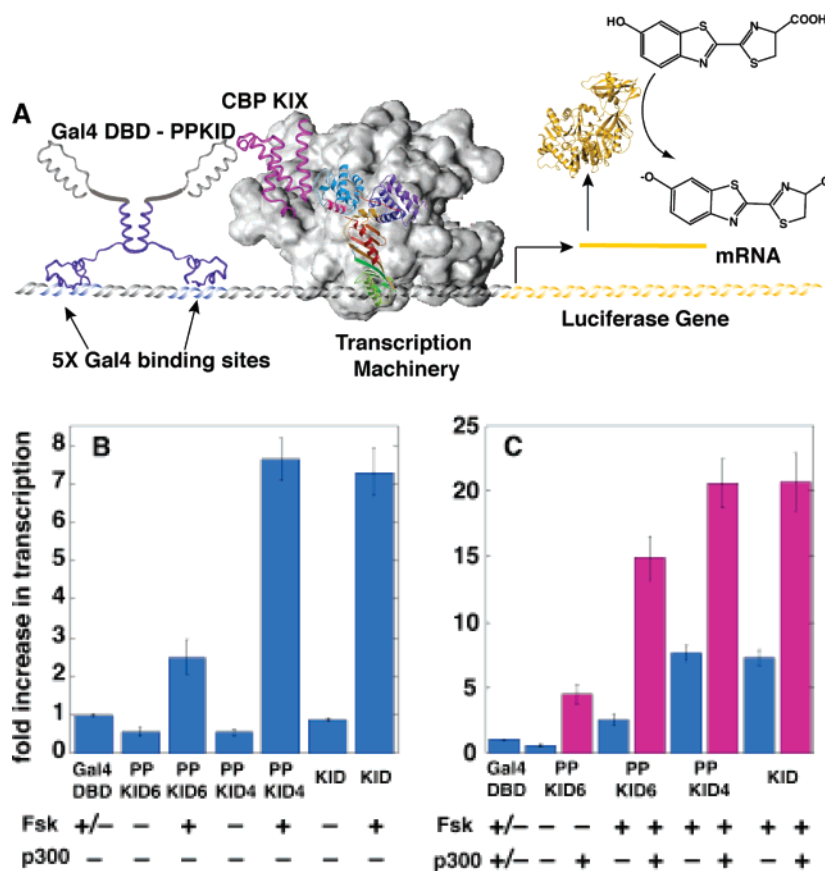 A
Gal4 DBD - PPKID
CBP KIX
HO
S
N
N
S
COOH
-O
S
N
N
S
mRNA
5X Gal4 binding sites
Transcription
Machinery
Luciferase Gene
B
fold increase in transcription
8
7
6
5
4
3
2
1
0
Gal4 DBD
PP KID6
PP KID6
PP KID4
PP KID4
KID
KID
Fsk +/– – + – + – +
p300 – – – – – – –
C
25
20
15
10
5
0
Gal4 DBD
PP KID6
PP KID6
PP KID4
KID
Fsk +/– – – + + + + + +
p300 +/– – + – + – + – +